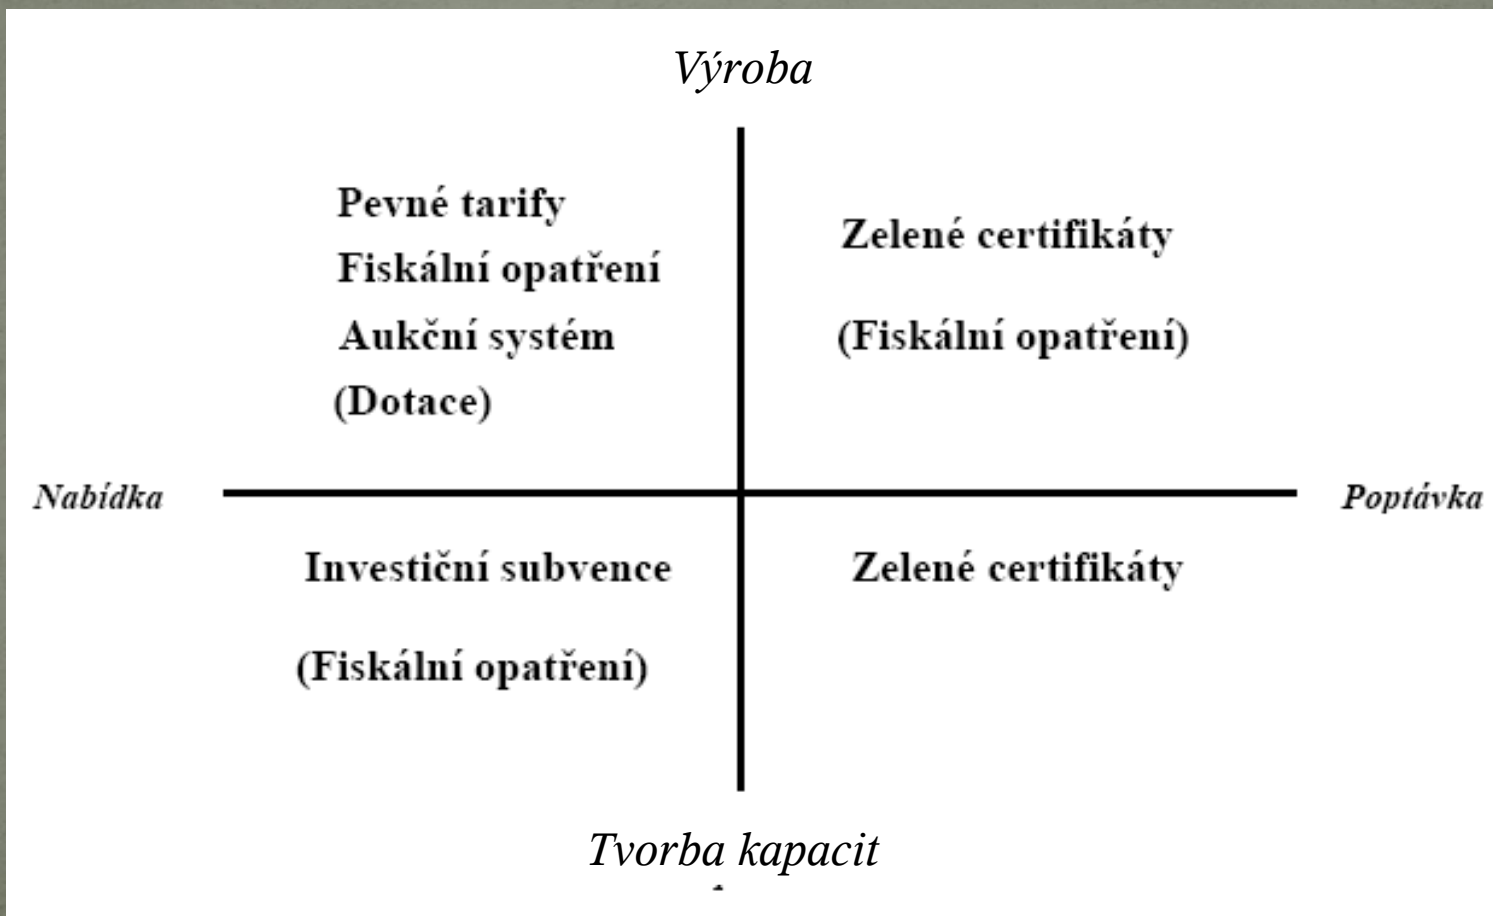 Výroba
Pevné tarify
Fiskální opatření
Aukční systém
(Dotace)
Zelené certifikáty
(Fiskální opatření)
Nabídka
Poptávka
Investiční subvence
(Fiskální opatření)
Zelené certifikáty
Tvorba kapacit